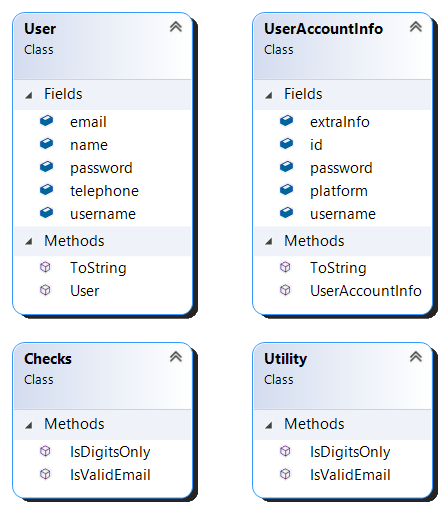 User
Class
Fields
email
name
password
telephone
username
Methods
ToString
User
UserAccountInfo
Class
Fields
extraInfo
id
password
platform
username
Methods
ToString
UserAccountInfo
Checks
Class
Methods
IsDigitsOnly
IsValidEmail
Utility
Class
Methods
IsDigitsOnly
IsValidEmail